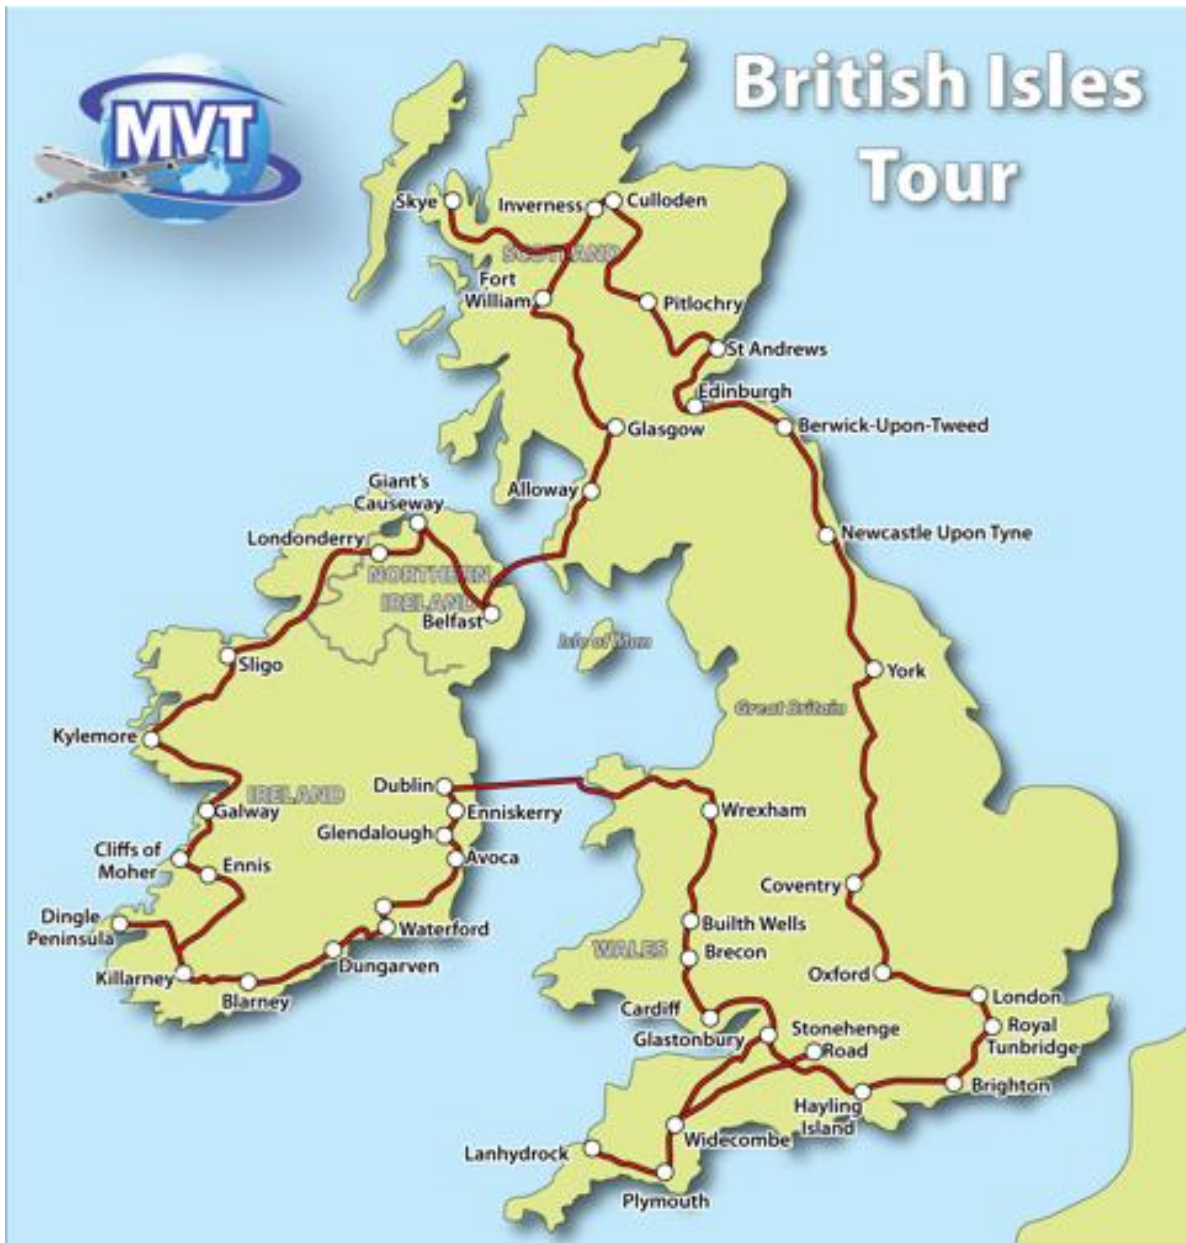 MVT
British Isles
Tour
Skye
Inverness
Culloden
SCOTLAND
Fort
William
Pitlochry
St Andrews
Edinburgh
Berwick-Upon-Tweed
Glasgow
Alloway
Giant's
Causeway
Londonderry
Newcastle Upon Tyne
NORTHERN
IRELAND
Belfast
Isle of Man
Sligo
York
Great Britain
Kylemore
Dublin
IRELAND
Galway
Enniskerry
Wrexham
Glendalough
Cliffs of
Moher
Ennis
Avoca
Coventry
Dingle
Peninsula
Waterford
Builth Wells
WALES
Brecon
Dungarven
Killarney
Oxford
Blarney
London
Cardiff
Glastonbury
Stonehenge
Road
Royal
Tunbridge
Brighton
Hayling
Island
Widecombe
Lanhydrock
Plymouth